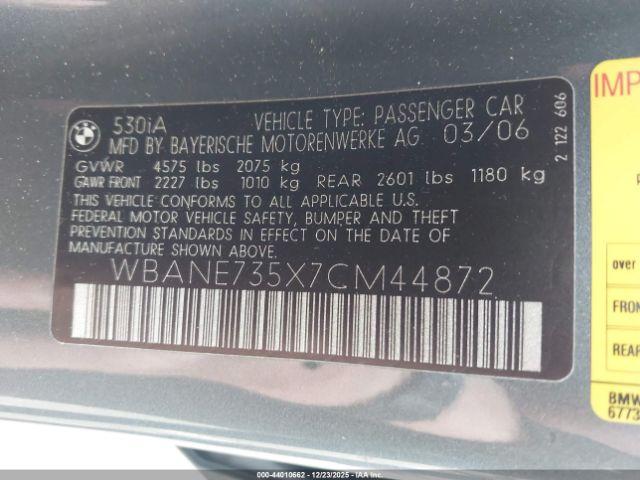 BMW
530iA VEHICLE TYPE: PASSENGER CAR
MFD BY BAYERISCHE MOTORENWERKE AG 03/06
GVWR 4575 lbs 2075 kg
GAWR FRONT 2227 lbs 1010 kg REAR 2601 lbs 1180 kg
THIS VEHICLE CONFORMS TO ALL APPLICABLE U.S.
FEDERAL MOTOR VEHICLE SAFETY, BUMPER AND THEFT
PREVENTION STANDARDS IN EFFECT ON THE DATE OF
MANUFACTURE SHOWN ABOVE.
WBANE735X7CM44872
2 122 606
IMP
over
FRON
REAR
BMW
6773
000-44010662 - 12/23/2025 - IAAI.COM